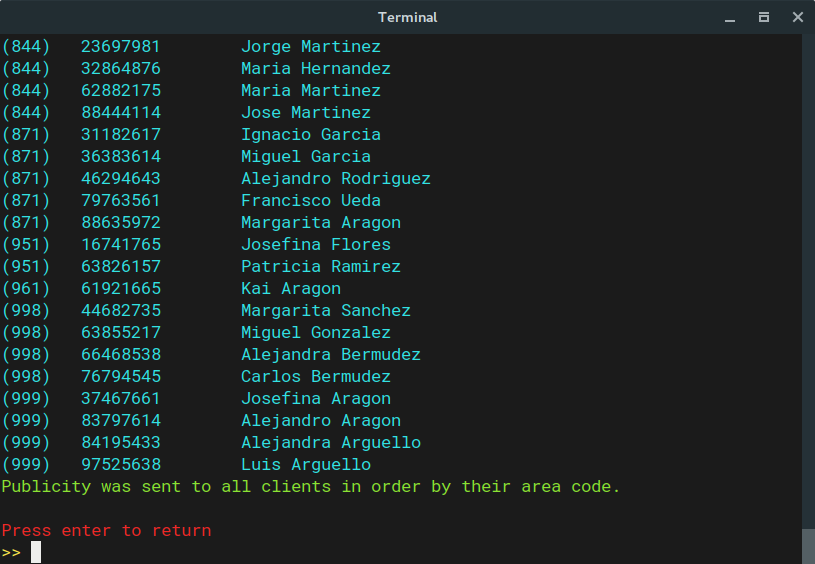 Terminal
(844) 23697981 Jorge Martinez
(844) 32864876 Maria Hernandez
(844) 62882175 Maria Martinez
(844) 88444114 Jose Martinez
(871) 31182617 Ignacio Garcia
(871) 36383614 Miguel Garcia
(871) 46294643 Alejandro Rodriguez
(871) 79763561 Francisco Ueda
(871) 88635972 Margarita Aragon
(951) 16741765 Josefina Flores
(951) 63826157 Patricia Ramirez
(961) 61921665 Kai Aragon
(998) 44682735 Margarita Sanchez
(998) 63855217 Miguel Gonzalez
(998) 66468538 Alejandra Bermudez
(998) 76794545 Carlos Bermudez
(999) 37467661 Josefina Aragon
(999) 83797614 Alejandro Aragon
(999) 84195433 Alejandra Arguello
(999) 97525638 Luis Arguello
Publicity was sent to all clients in order by their area code.
Press enter to return
>>